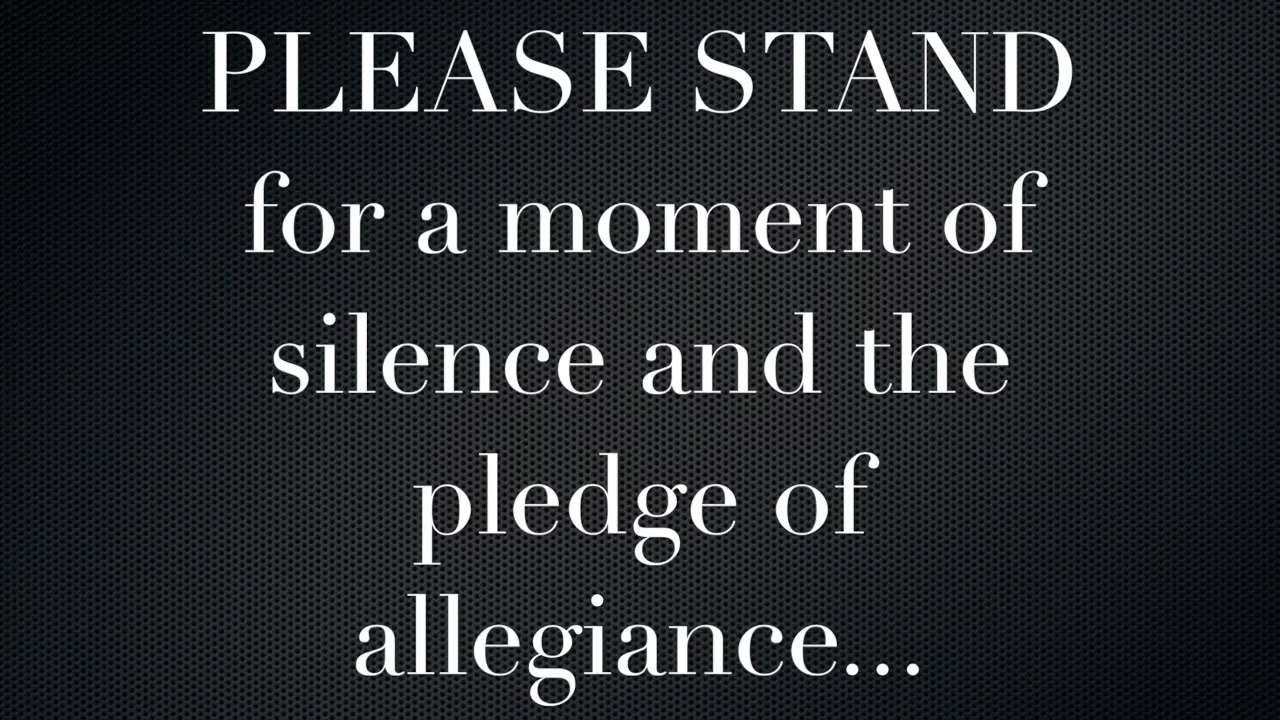 PLEASE STAND
for a moment of
silence and the
pledge of
allegiance...